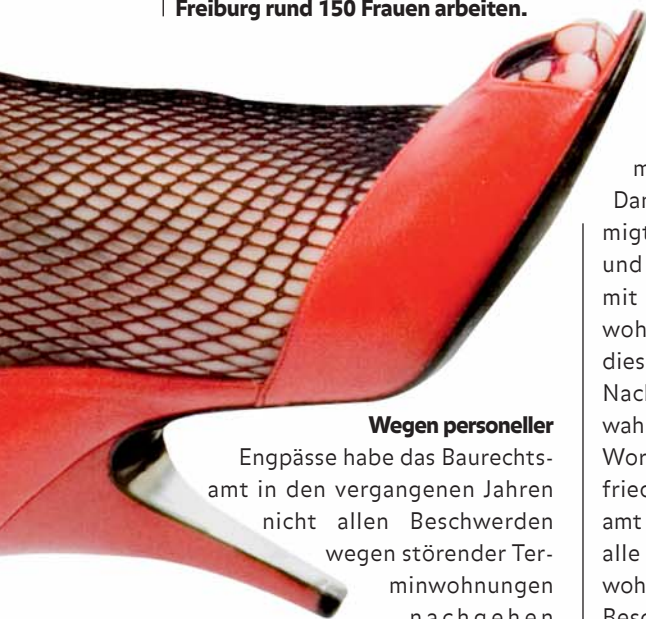 Freiburg rund 150 Frauen arbeiten.
Wegen personeller
Engpässe habe das Baurechts-
amt in den vergangenen Jahren
nicht allen Beschwerden
wegen störender Ter-
minwohnungen
nachgehen
m
Dar
migt
und
mit
woh
dies
Nach
wah
Wor
fried
amt
alle
woh
Besc